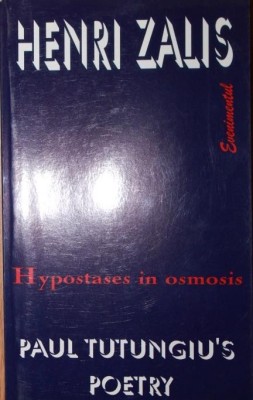 HENRI ZALIS
Evenimentul
Hypostases in osmosis
PAUL TUTUNGIU'S
POETRY